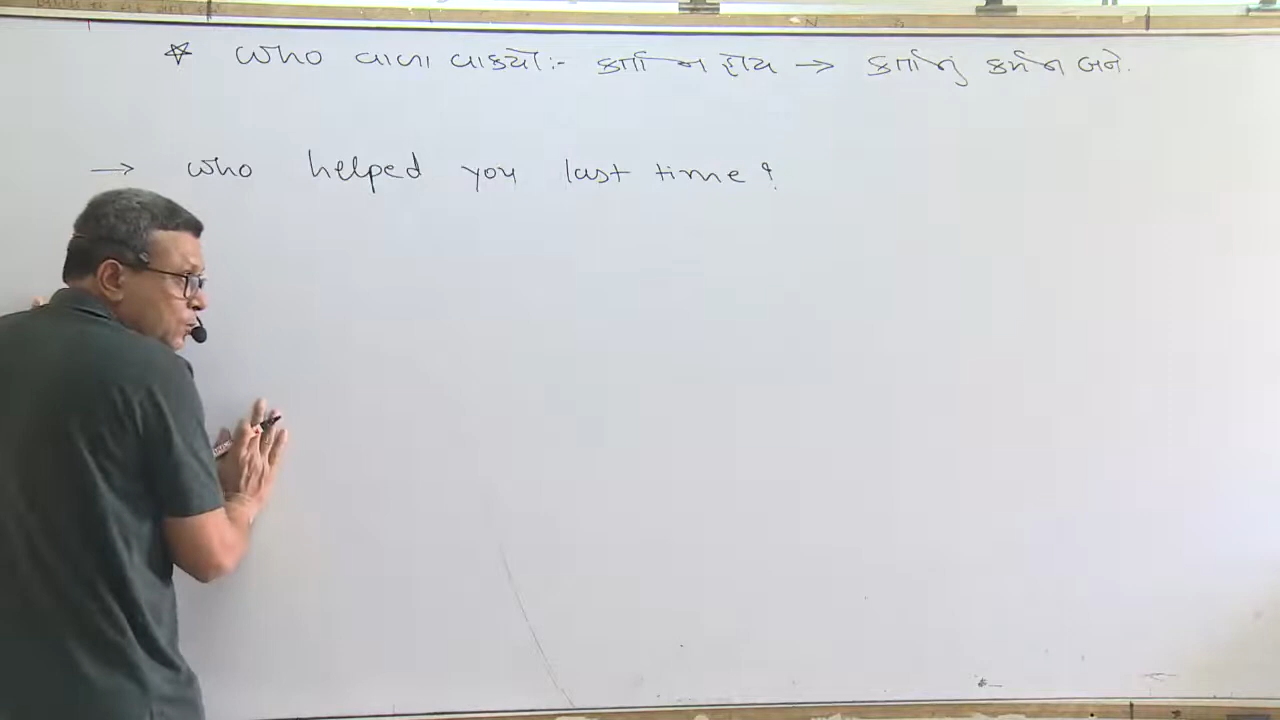 * Who વાળા વાક્યો:- કર્તા જ ન હોય → કર્તાનું કર્મ ન બને.
→ Who helped you last time?